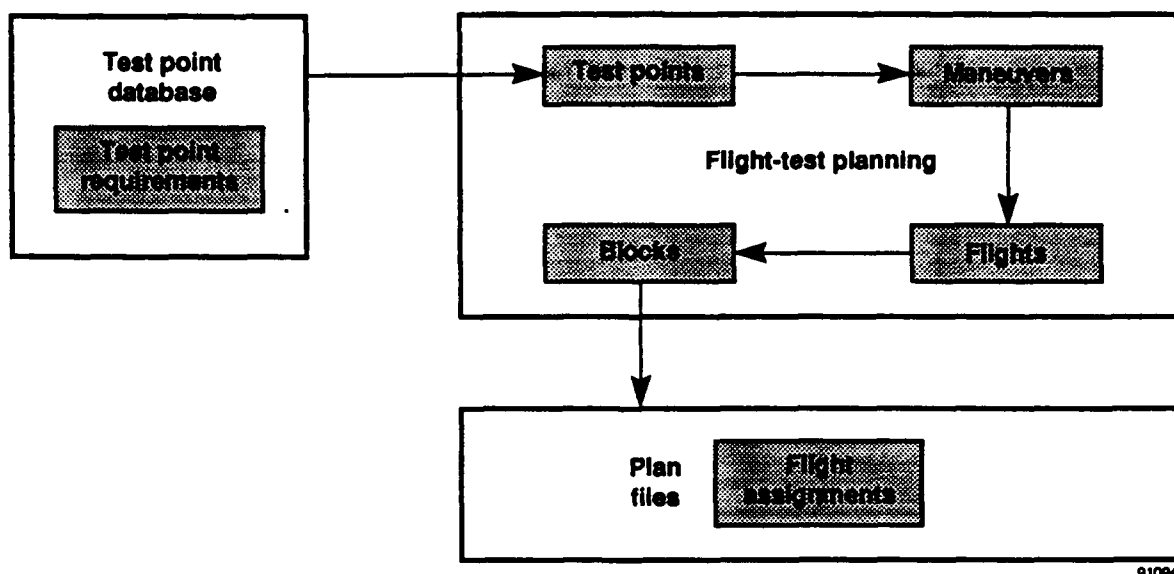 Test point
database
Test point
requirements
Test points
Maneuvers
Flight-test planning
Blocks
Flights
Plan
files
Flight
assignments